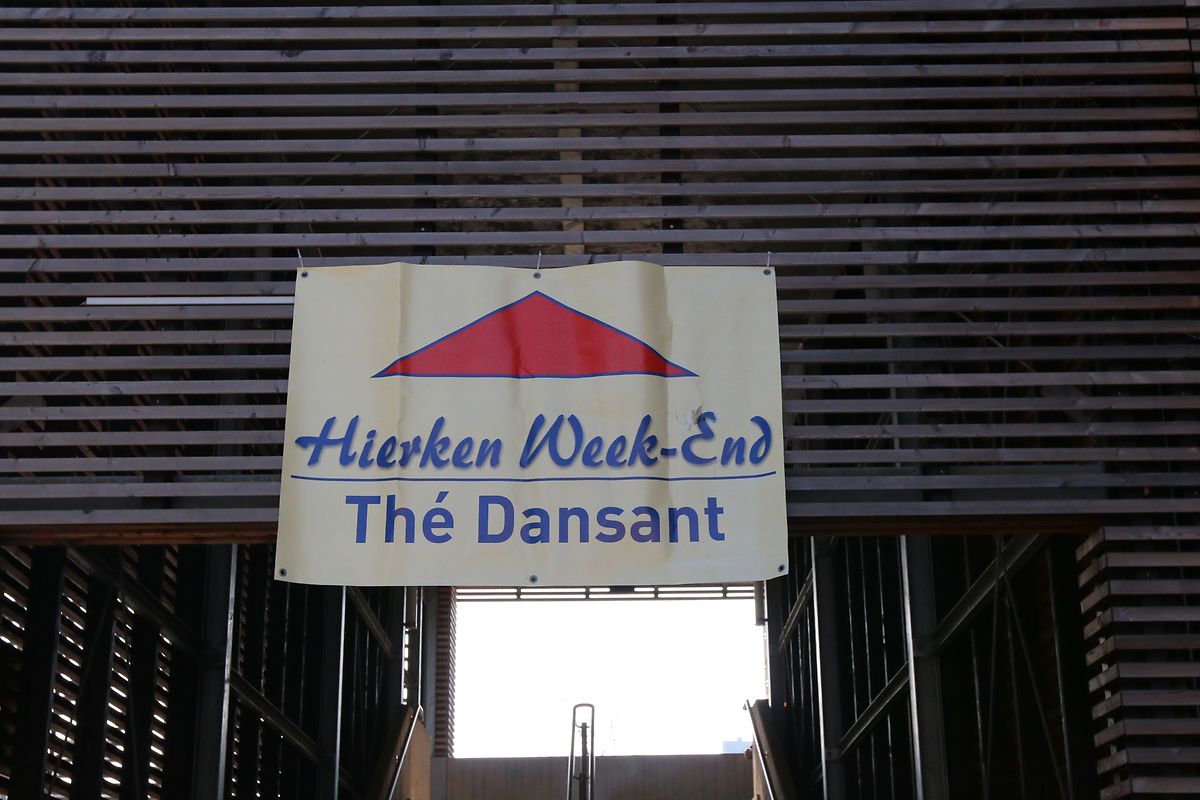 Hierken Week-End
Thé Dansant